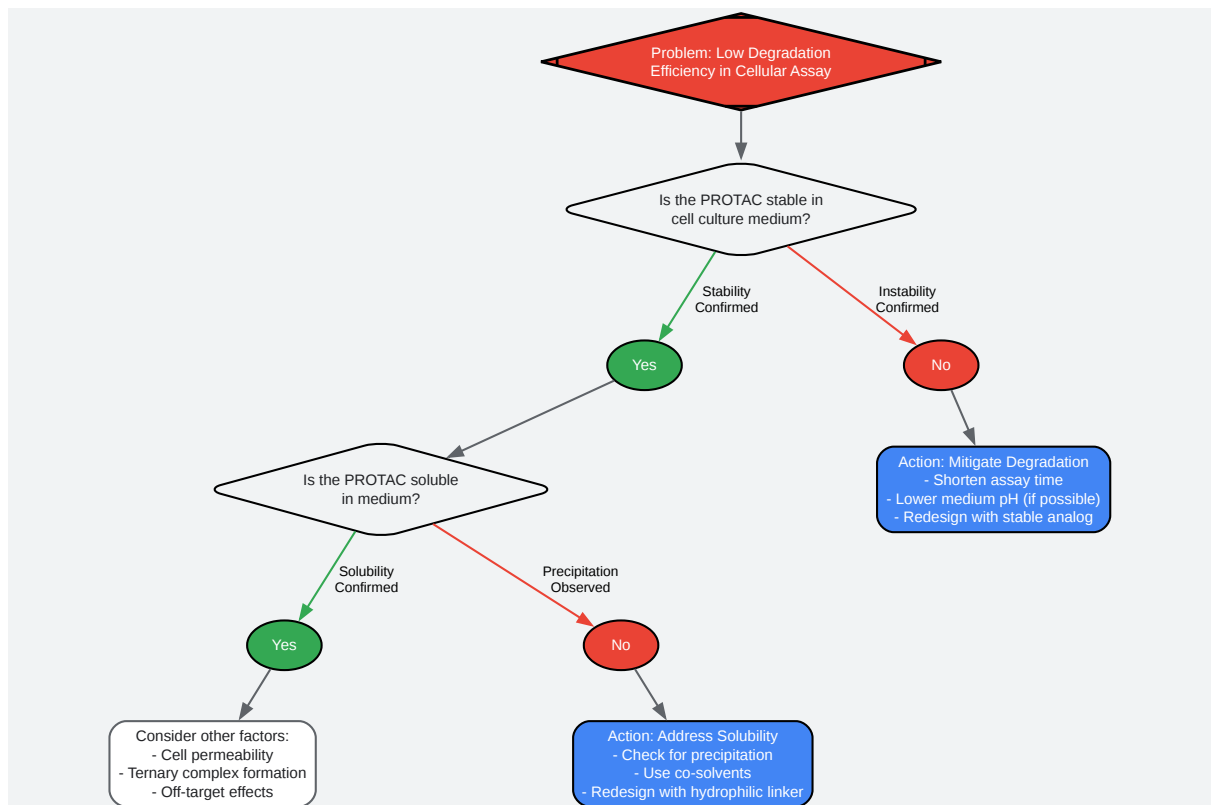 Problem: Low Degradation
Efficiency in Cellular Assay
Is the PROTAC stable in
cell culture medium?
Stability
Confirmed
Instability
Confirmed
Yes
No
Is the PROTAC soluble
in medium?
Action: Mitigate Degradation
- Shorten assay time
- Lower medium pH (if possible)
- Redesign with stable analog
Solubility
Confirmed
Precipitation
Observed
Yes
No
Consider other factors:
- Cell permeability
- Ternary complex formation
- Off-target effects
Action: Address Solubility
- Check for precipitation
- Use co-solvents
- Redesign with hydrophilic linker